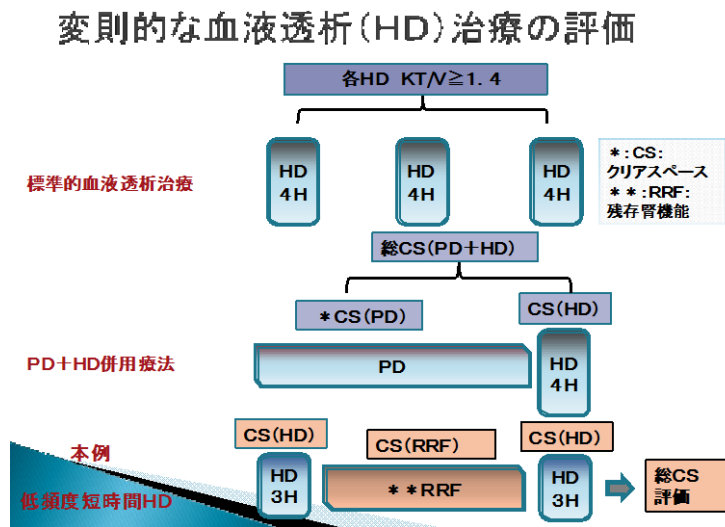 変則的な血液透析(HD)治療の評価
各HD KT/V≧1.4
標準的血液透析治療
HD
4H
HD
4H
HD
4H
*:CS:
クリアスペース
**:RRF:
残存腎機能
総CS(PD+HD)
*CS(PD)
CS(HD)
PD+HD併用療法
PD
HD
4H
CS(HD)
CS(RRF)
CS(HD)
本例
低頻度短時間HD
HD
3H
**RRF
HD
3H
総CS
評価